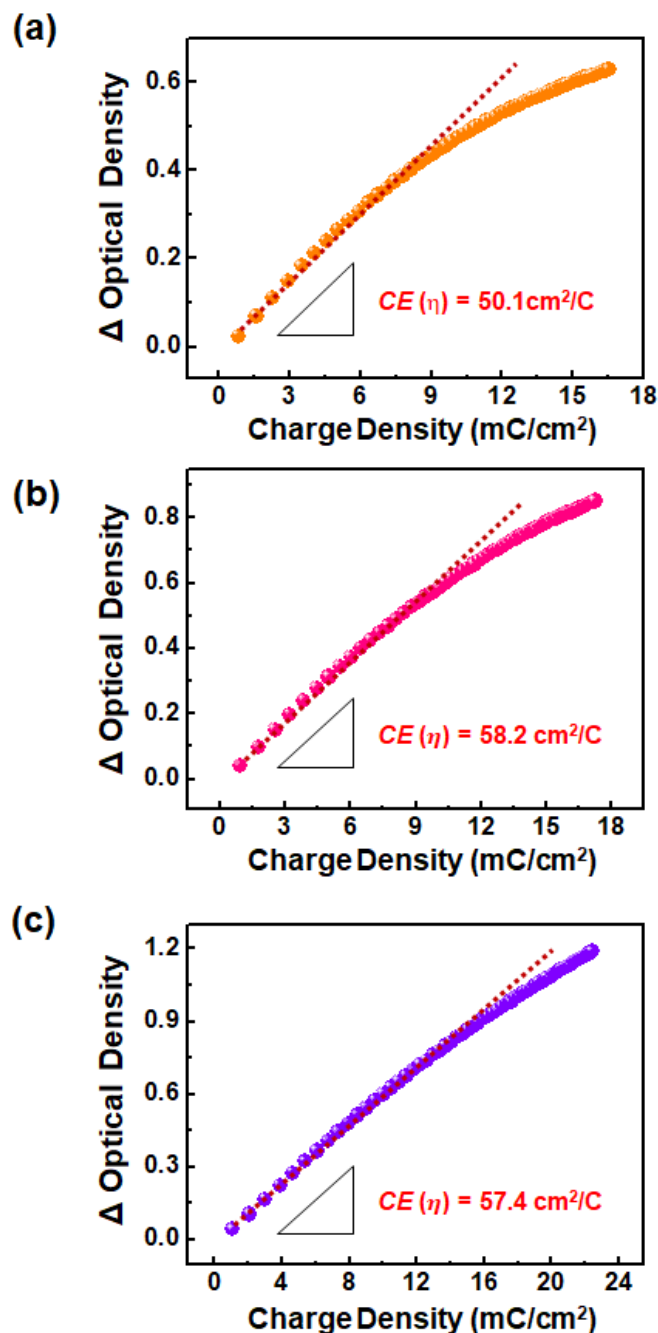 (a)
Δ Optical Density
0.6
0.4
0.2
0.0
CE (η) = 50.1cm²/C
0 3 6 9 12 15 18
Charge Density (mC/cm²)
(b)
Δ Optical Density
0.8
0.6
0.4
0.2
0.0
CE (η) = 58.2 cm²/C
0 3 6 9 12 15 18
Charge Density (mC/cm²)
(c)
Δ Optical Density
1.2
0.9
0.6
0.3
0.0
CE (η) = 57.4 cm²/C
0 4 8 12 16 20 24
Charge Density (mC/cm²)